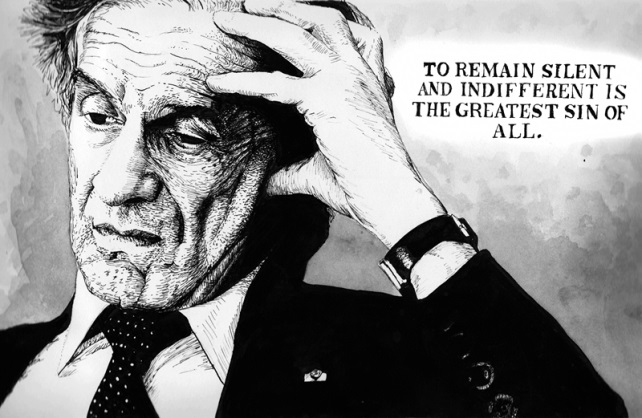 TO REMAIN SILENT
AND INDIFFERENT IS
THE GREATEST SIN OF
ALL.